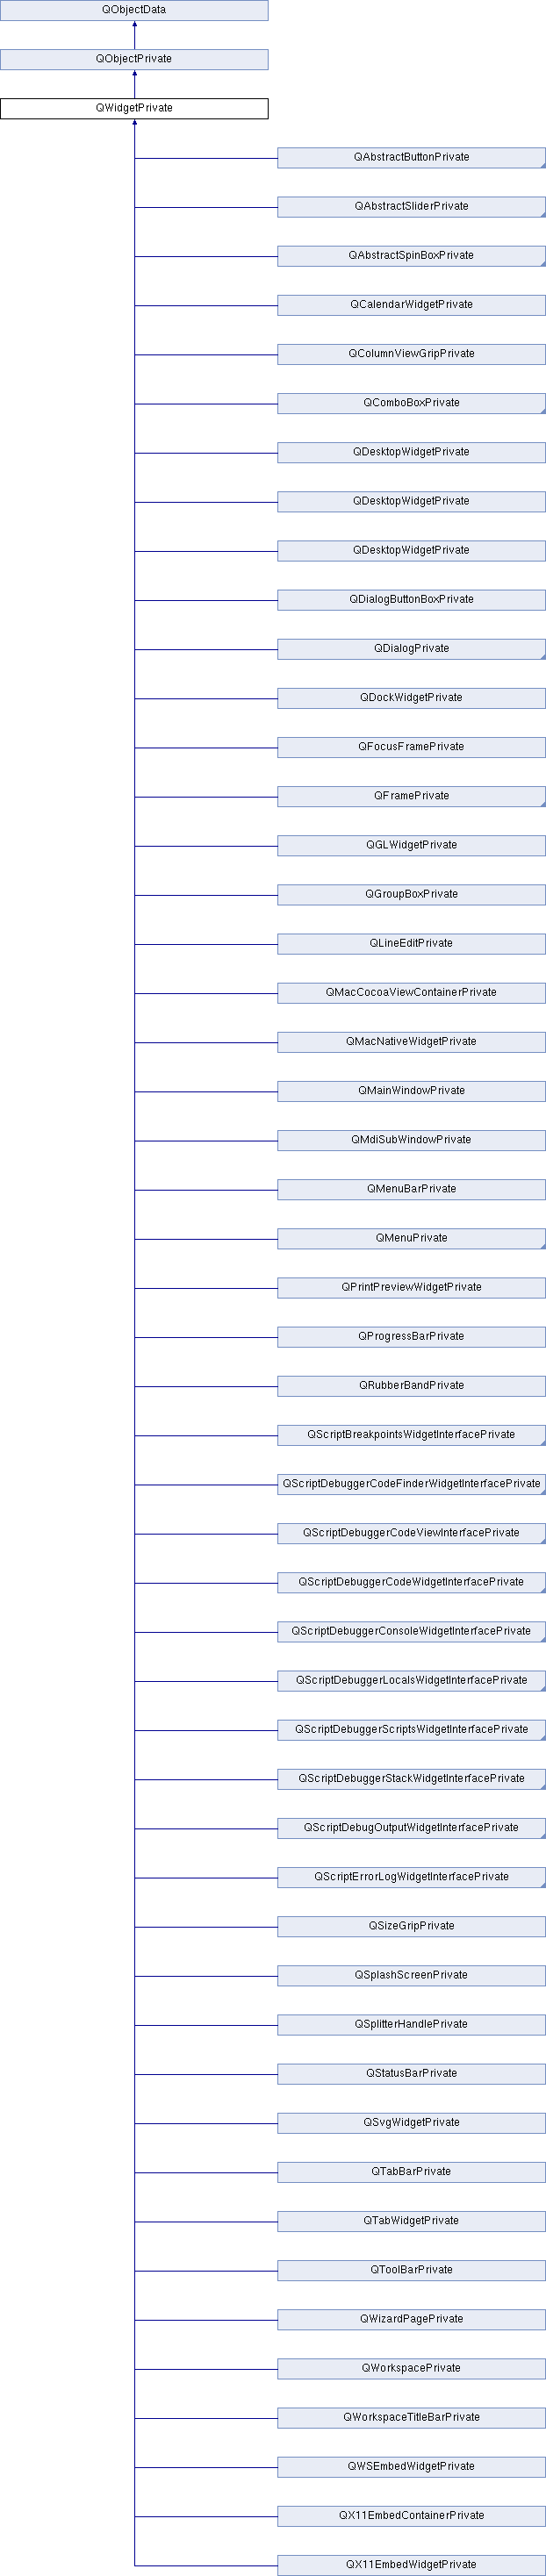 QObjectData
QObjectPrivate
QWidgetPrivate
QAbstractButtonPrivate
QAbstractSliderPrivate
QAbstractSpinBoxPrivate
QCalendarWidgetPrivate
QColumnViewGripPrivate
QComboBoxPrivate
QDesktopWidgetPrivate
QDesktopWidgetPrivate
QDesktopWidgetPrivate
QDialogButtonBoxPrivate
QDialogPrivate
QDockWidgetPrivate
QFocusFramePrivate
QFramePrivate
QGLWidgetPrivate
QGroupBoxPrivate
QLineEditPrivate
QMacCocoaViewContainerPrivate
QMacNativeWidgetPrivate
QMainWindowPrivate
QMdiSubWindowPrivate
QMenuBarPrivate
QMenuPrivate
QPrintPreviewWidgetPrivate
QProgressBarPrivate
QRubberBandPrivate
QScriptBreakpointsWidgetInterfacePrivate
QScriptDebuggerCodeFinderWidgetInterfacePrivate
QScriptDebuggerCodeViewInterfacePrivate
QScriptDebuggerCodeWidgetInterfacePrivate
QScriptDebuggerConsoleWidgetInterfacePrivate
QScriptDebuggerLocalsWidgetInterfacePrivate
QScriptDebuggerScriptsWidgetInterfacePrivate
QScriptDebuggerStackWidgetInterfacePrivate
QScriptDebugOutputWidgetInterfacePrivate
QScriptErrorLogWidgetInterfacePrivate
QSizeGripPrivate
QSplashScreenPrivate
QSplitterHandlePrivate
QStatusBarPrivate
QSvgWidgetPrivate
QTabBarPrivate
QTabWidgetPrivate
QToolBarPrivate
QWizardPagePrivate
QWorkspacePrivate
QWorkspaceTitleBarPrivate
QWSEmbedWidgetPrivate
QX11EmbedContainerPrivate
QX11EmbedWidgetPrivate